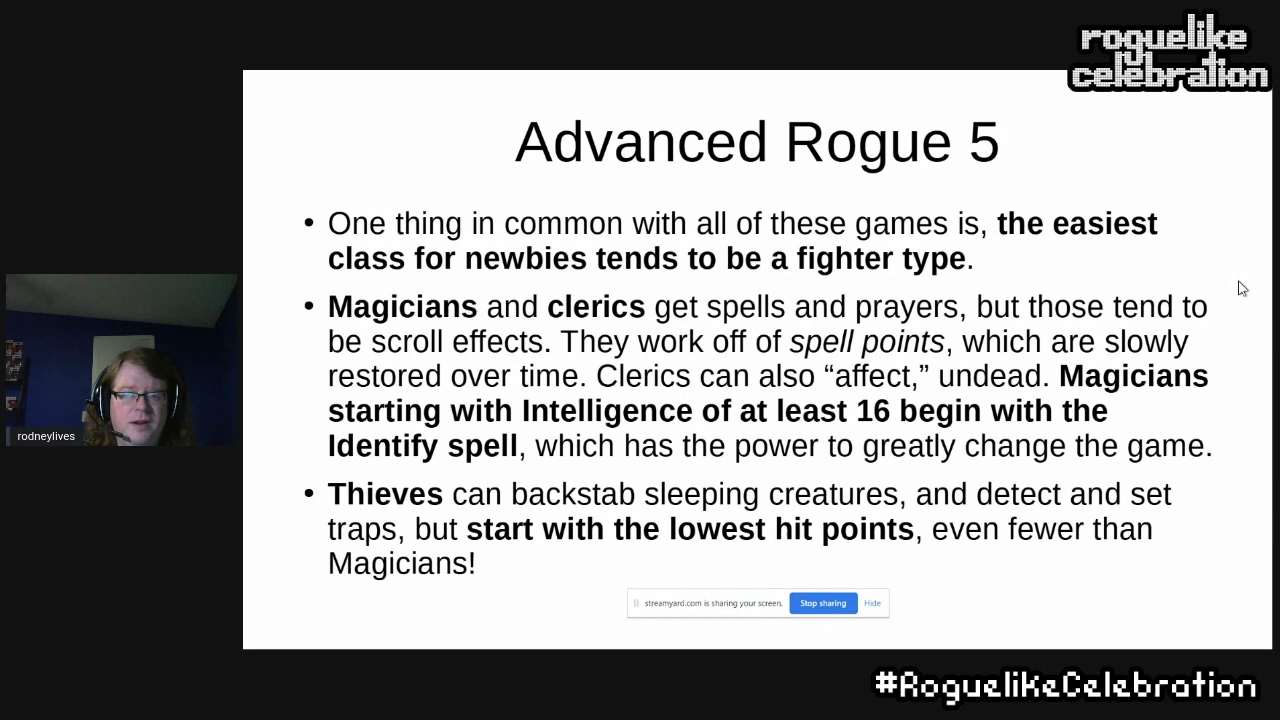 roguelike
celebration
Advanced Rogue 5
• One thing in common with all of these games is, the easiest
class for newbies tends to be a fighter type.
• Magicians and clerics get spells and prayers, but those tend to
be scroll effects. They work off of spell points, which are slowly
restored over time. Clerics can also “affect,” undead. Magicians
starting with Intelligence of at least 16 begin with the
Identify spell, which has the power to greatly change the game.
• Thieves can backstab sleeping creatures, and detect and set
traps, but start with the lowest hit points, even fewer than
Magicians!
streamyard.com is sharing your screen. Stop sharing Hide
rodneylives
#RoguelikeCelebration